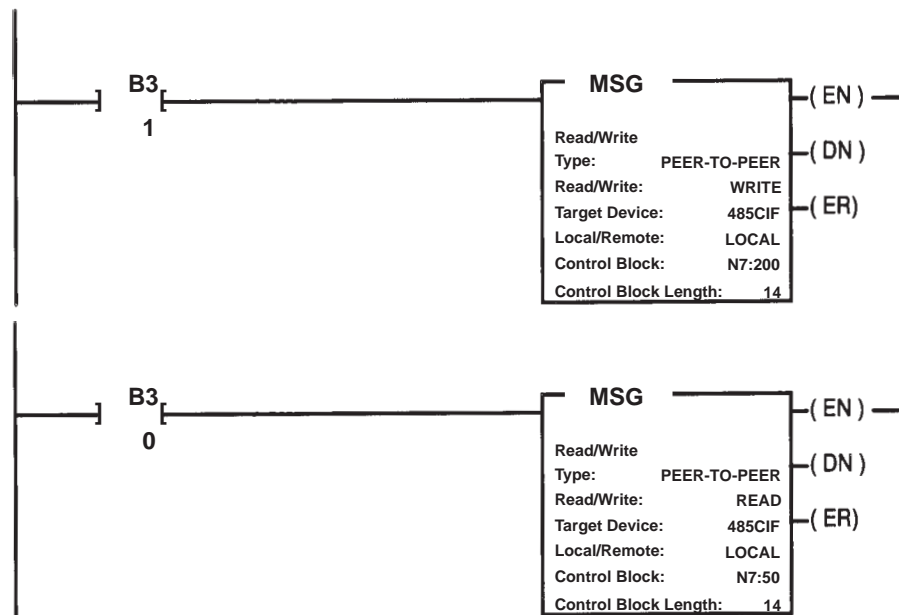 B3
1
MSG
Read/Write
Type: PEER-TO-PEER
Read/Write: WRITE
Target Device: 485CIF
Local/Remote: LOCAL
Control Block: N7:200
Control Block Length: 14
( EN )
( DN )
( ER)
B3
0
MSG
Read/Write
Type: PEER-TO-PEER
Read/Write: READ
Target Device: 485CIF
Local/Remote: LOCAL
Control Block: N7:50
Control Block Length: 14
( EN )
( DN )
( ER)